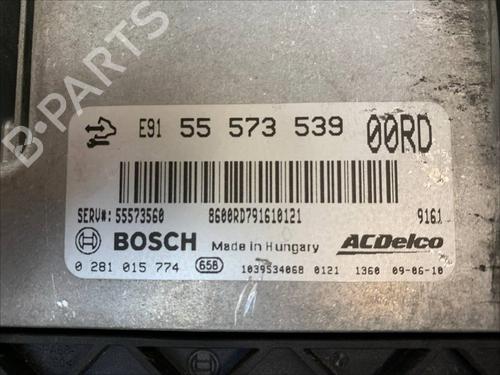 B-PARTS
E91 55 573 539 00RD
SERV#: 55573560 8600RD791610121 9161
BOSCH Made in Hungary ACDelco
0 281 015 774 658 1039S34068 0121 1360 09-06-10
B-PARTS